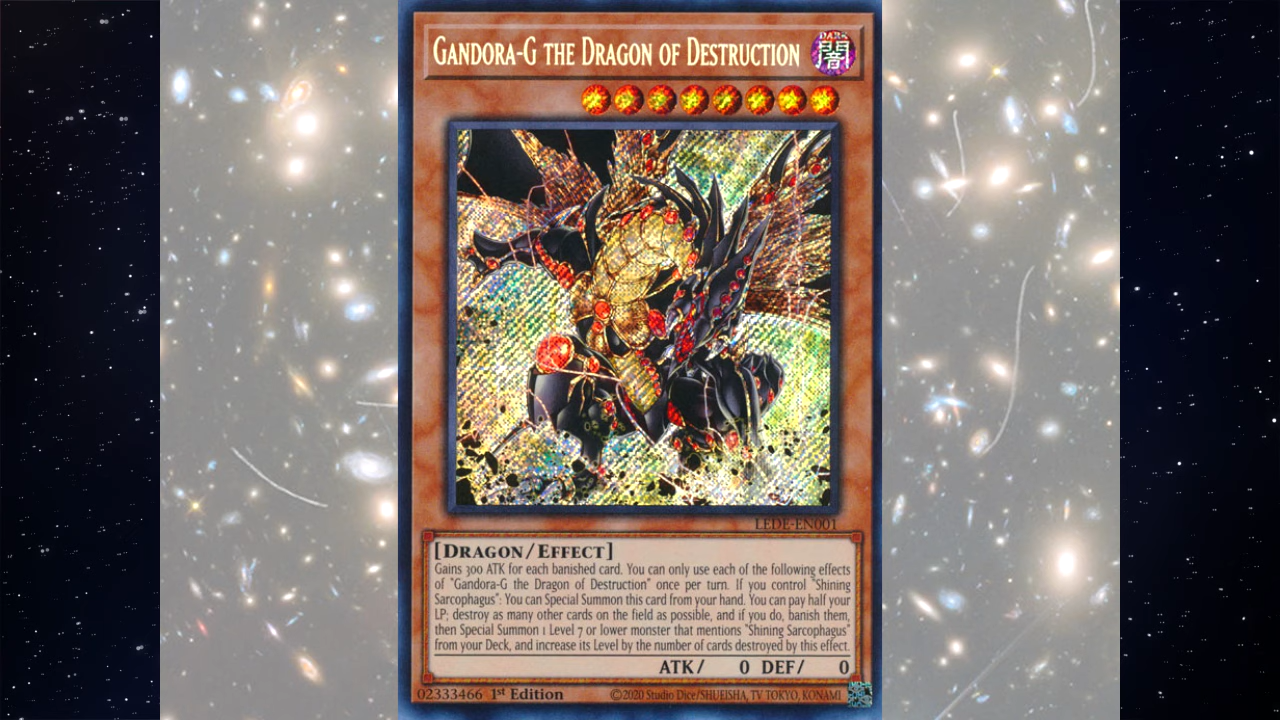 GANDORA-G THE DRAGON OF DESTRUCTION
DARK
闇
LEDE-EN001
[DRAGON/EFFECT]
Gains 300 ATK for each banished card. You can only use each of the following effects
of "Gandora-G the Dragon of Destruction" once per turn. If you control "Shining
Sarcophagus": You can Special Summon this card from your hand. You can pay half your
LP; destroy as many other cards on the field as possible, and if you do, banish them,
then Special Summon 1 Level 7 or lower monster that mentions "Shining Sarcophagus"
from your Deck, and increase its Level by the number of cards destroyed by this effect.
ATK/ 0 DEF/ 0
02333466 1st Edition ©2020 Studio Dice/SHUEISHA, TV TOKYO, KONAMI